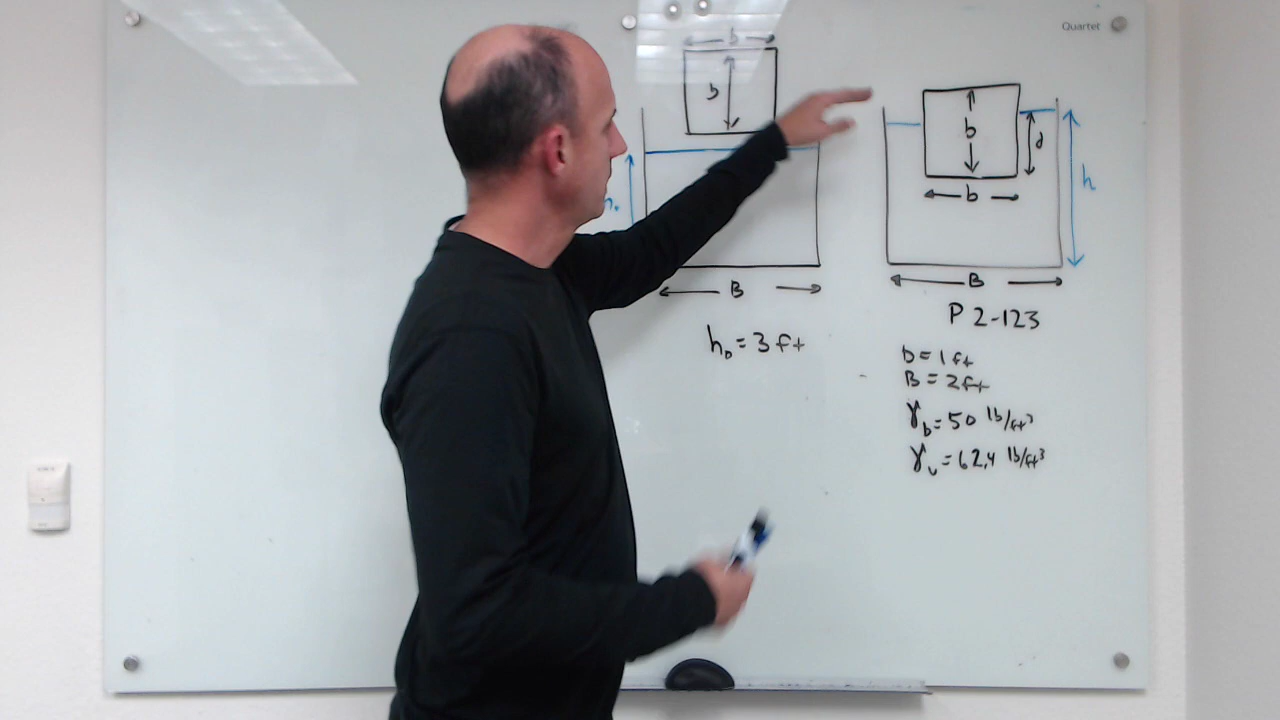 Quartet
b
b
h₀
B
h₀ = 3 ft
b
b
d
h
B
P 2-123
b = 1 ft
B = 2 ft
γb = 50 lb/ft³
γw = 62.4 lb/ft³